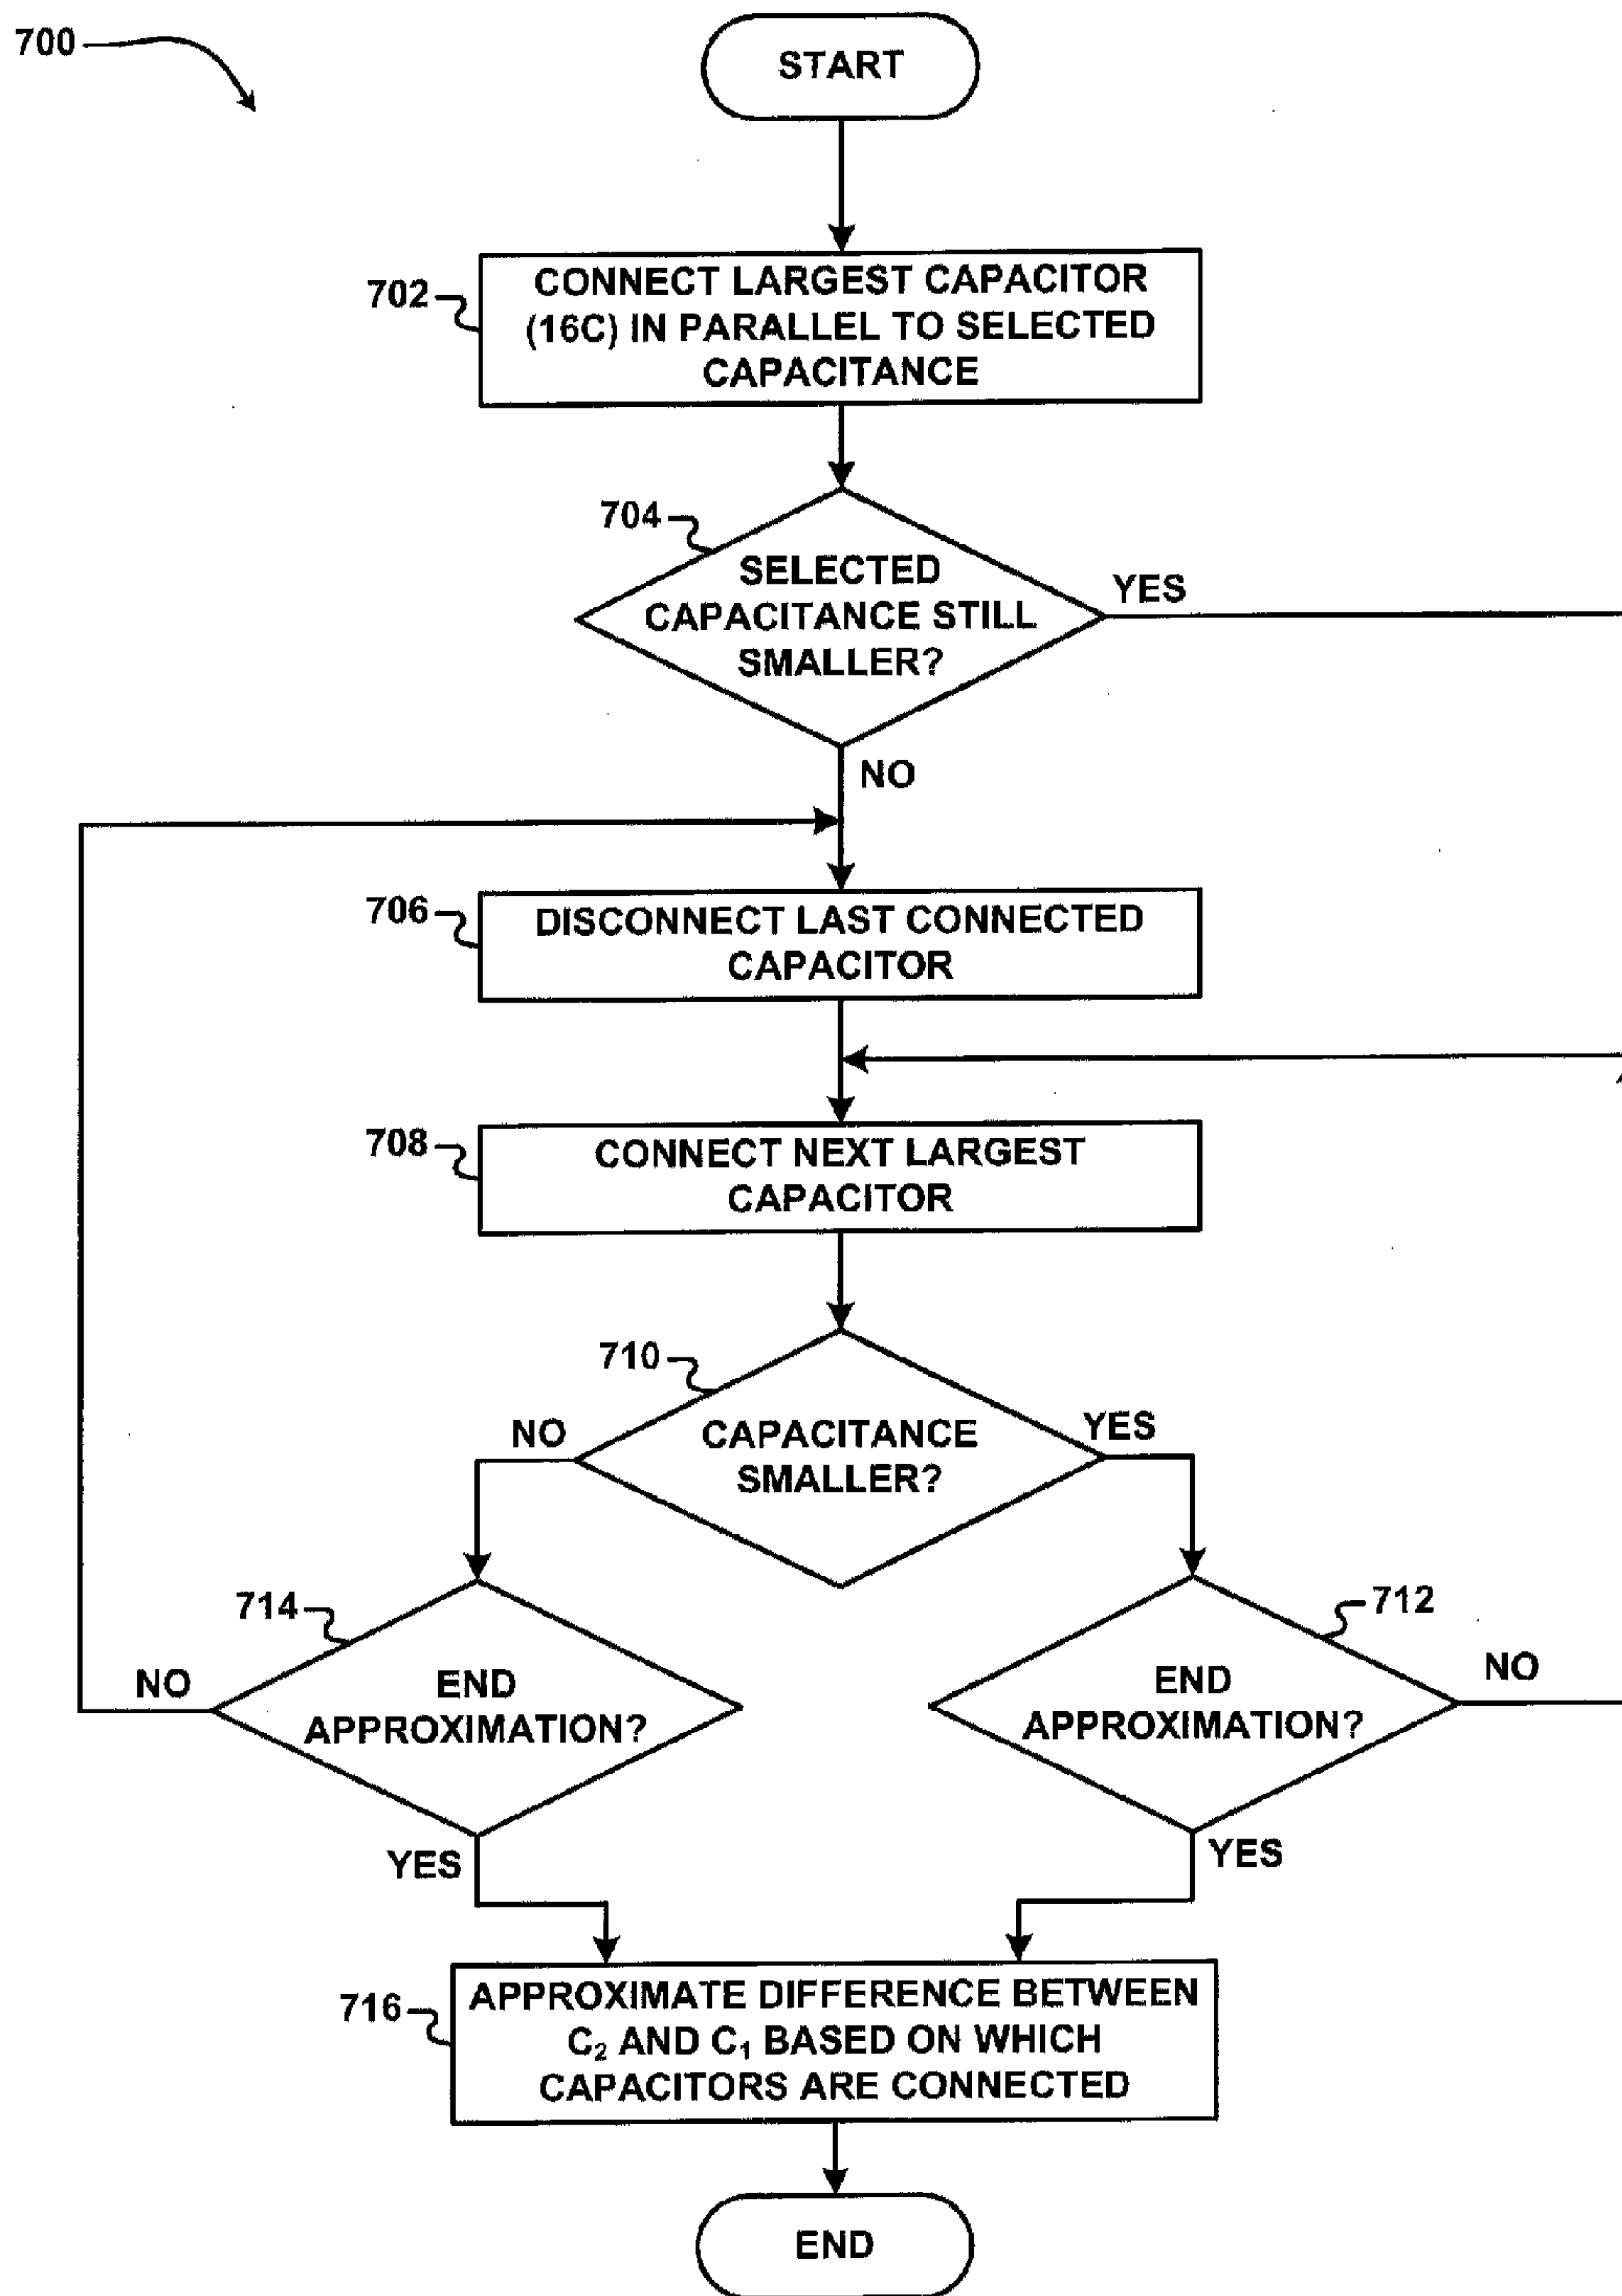 700
START
702
CONNECT LARGEST CAPACITOR
(16C) IN PARALLEL TO SELECTED
CAPACITANCE
704
SELECTED
CAPACITANCE STILL
SMALLER?
YES
NO
706
DISCONNECT LAST CONNECTED
CAPACITOR
708
CONNECT NEXT LARGEST
CAPACITOR
710
NO
CAPACITANCE
SMALLER?
YES
714
NO
END
APPROXIMATION?
YES
712
END
APPROXIMATION?
NO
YES
716
APPROXIMATE DIFFERENCE BETWEEN
C₂ AND C₁ BASED ON WHICH
CAPACITORS ARE CONNECTED
END